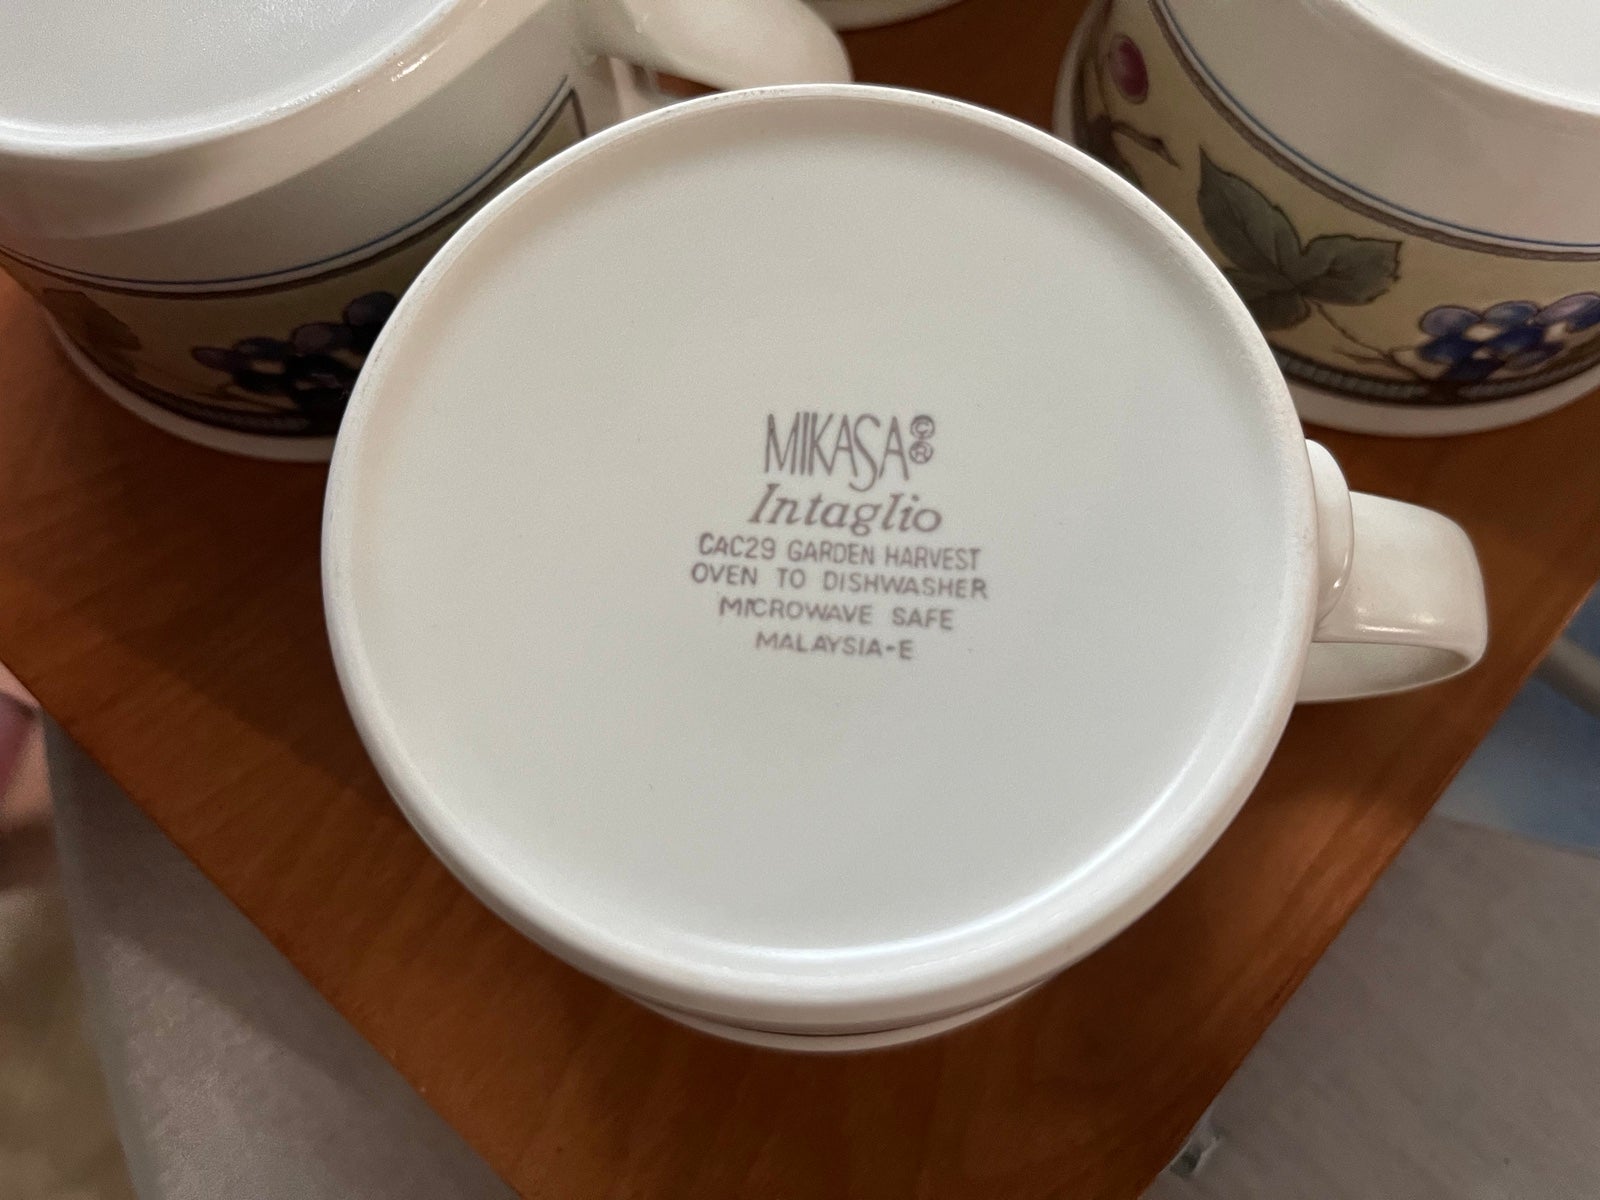 MIKASA©®
Intaglio
CAC29 GARDEN HARVEST
OVEN TO DISHWASHER
MICROWAVE SAFE
MALAYSIA-E